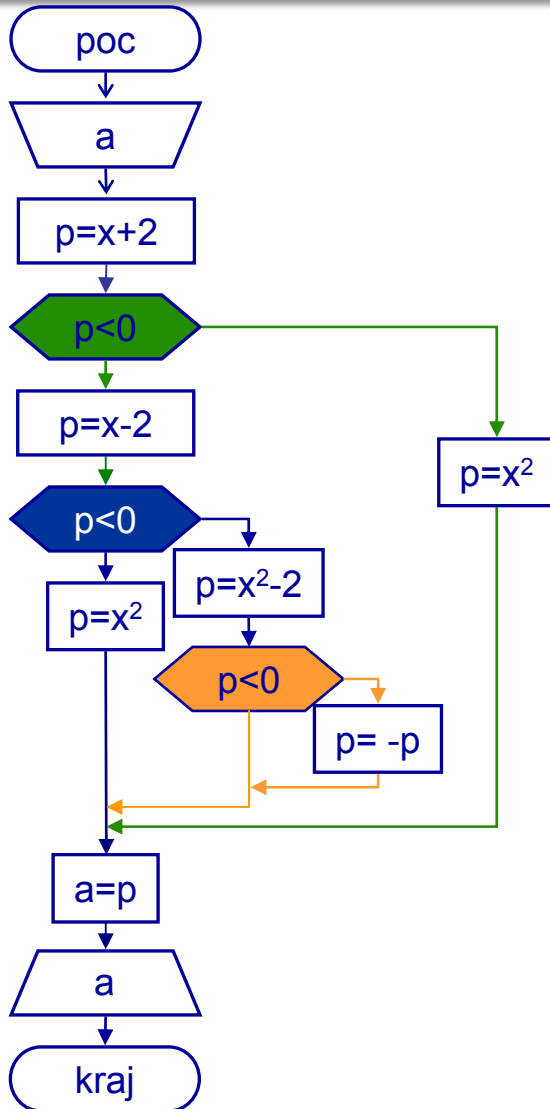 poc
a
p=x+2
p<0
p=x-2
p=x²
p<0
p=x²-2
p=x²
p<0
p= -p
a=p
a
kraj